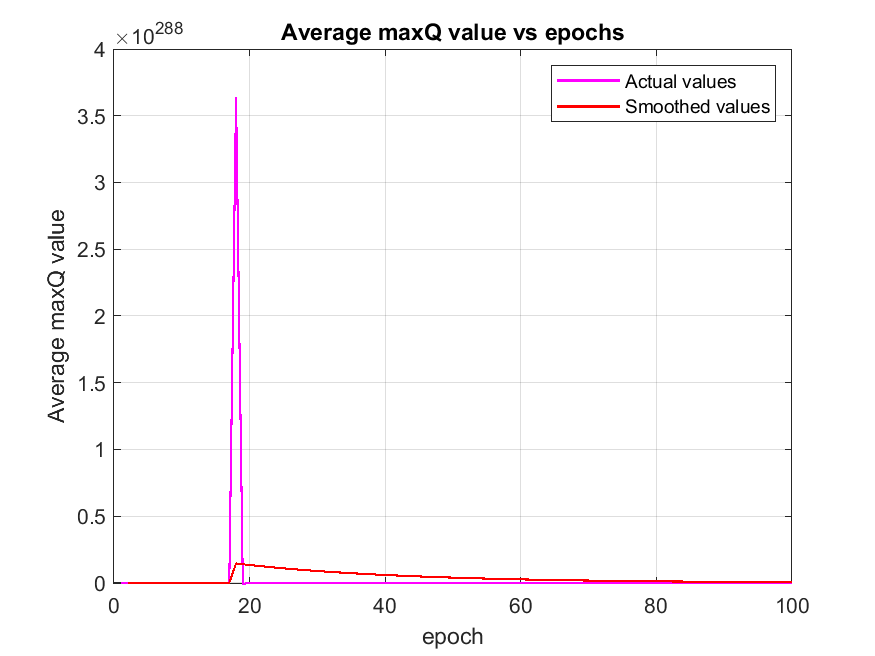 Average maxQ value vs epochs
×10^288
4
3.5
3
2.5
2
1.5
1
0.5
0
Average maxQ value
0 20 40 60 80 100
epoch
Actual values
Smoothed values